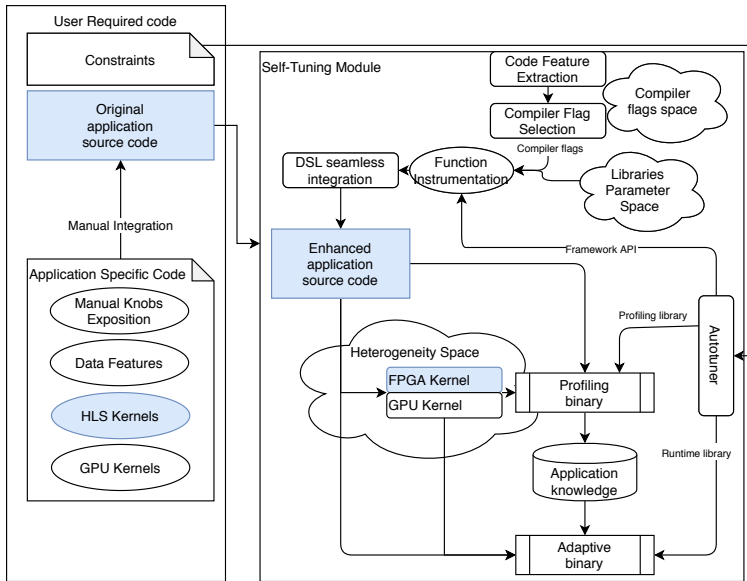 User Required code
Constraints
Original
application
source code
Manual Integration
Application Specific Code
Manual Knobs
Exposition
Data Features
HLS Kernels
GPU Kernels
Self-Tuning Module
Code Feature
Extraction
Compiler Flag
Selection
Compiler
flags space
Compiler flags
DSL seamless
integration
Function
Instrumentation
Libraries
Parameter
Space
Enhanced
application
source code
Framework API
Profiling library
Autotuner
Heterogeneity Space
FPGA Kernel
GPU Kernel
Profiling
binary
Runtime library
Application
knowledge
Adaptive
binary